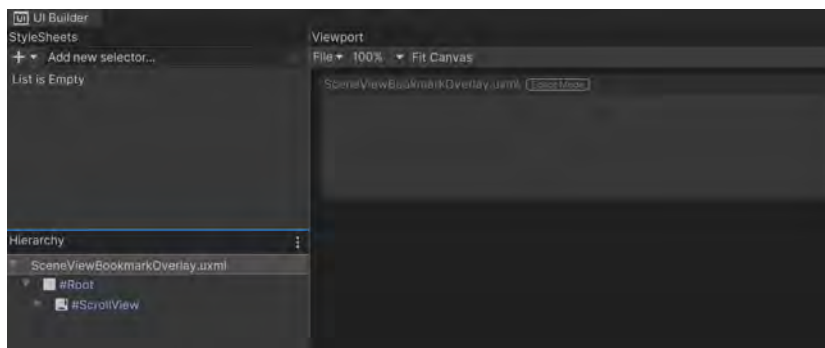 UI UI Builder
StyleSheets
+ Add new selector...
List is Empty
Viewport
File 100% Fit Canvas
SceneViewBookmarkOverlay.uxml Editor Mode
Hierarchy
SceneViewBookmarkOverlay.uxml
#Root
#ScrollView